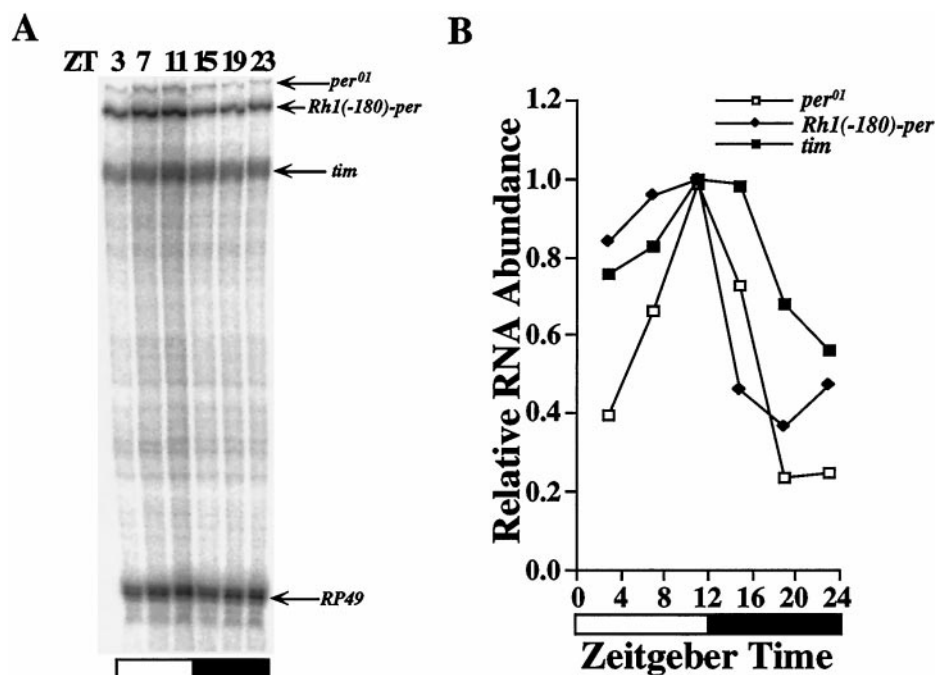 A
ZT 3 7 11 15 19 23
per01
Rh1(-180)-per
tim
RP49
B
per01
Rh1(-180)-per
tim
Relative RNA Abundance
1.2
1.0
0.8
0.6
0.4
0.2
0.0
0 4 8 12 16 20 24
Zeitgeber Time